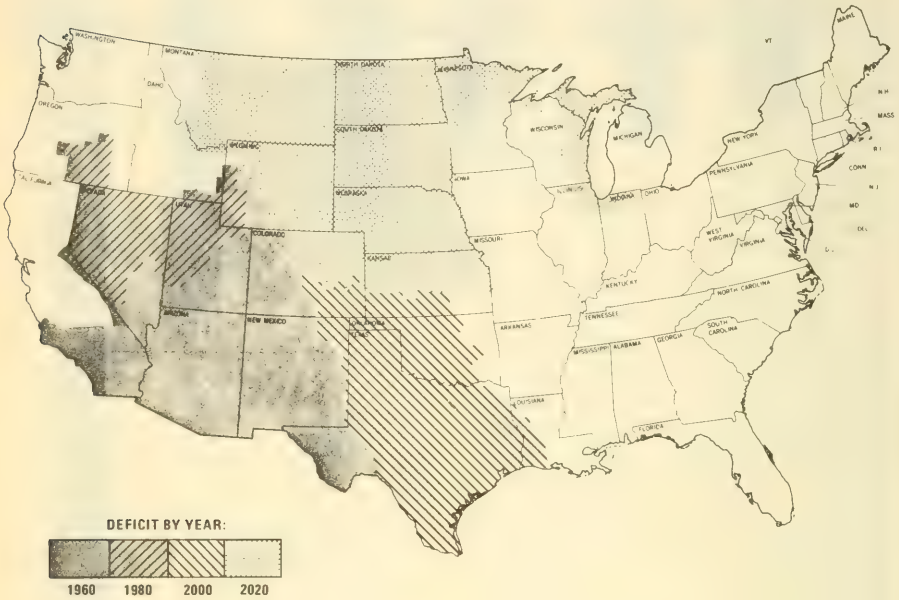 WASHINGTON
MONTANA
NORTH DAKOTA
MINNESOTA
MAINE
VT
IDAHO
OREGON
N H
MASS
R I
CONN
N J
MD
DEL
SOUTH DAKOTA
WYOMING
WISCONSIN
MICHIGAN
NEW YORK
PENNSYLVANIA
CALIFORNIA
NEVADA
UTAH
NEBRASKA
IOWA
ILLINOIS
INDIANA
OHIO
COLORADO
KANSAS
MISSOURI
WEST
VIRGINIA
VIRGINIA
KENTUCKY
NORTH CAROLINA
ARIZONA
NEW MEXICO
OKLAHOMA
TEXAS
ARKANSAS
TENNESSEE
SOUTH
CAROLINA
MISSISSIPPI
ALABAMA
GEORGIA
LOUISIANA
FLORIDA
DEFICIT BY YEAR:
1960 1980 2000 2020